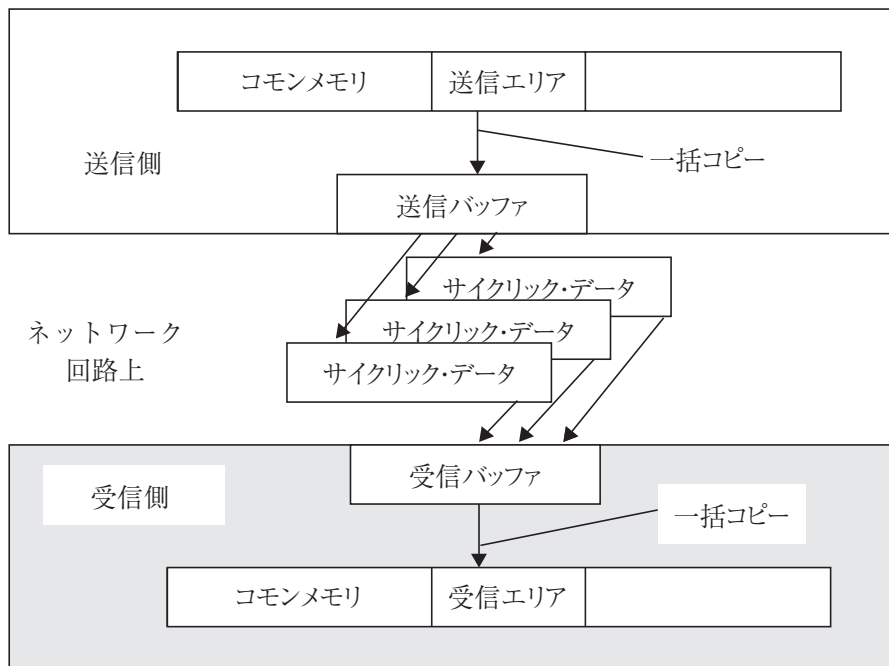 コモンメモリ
送信エリア
一括コピー
送信側
送信バッファ
サイクリック・データ
サイクリック・データ
サイクリック・データ
ネットワーク
回路上
受信バッファ
受信側
一括コピー
コモンメモリ
受信エリア